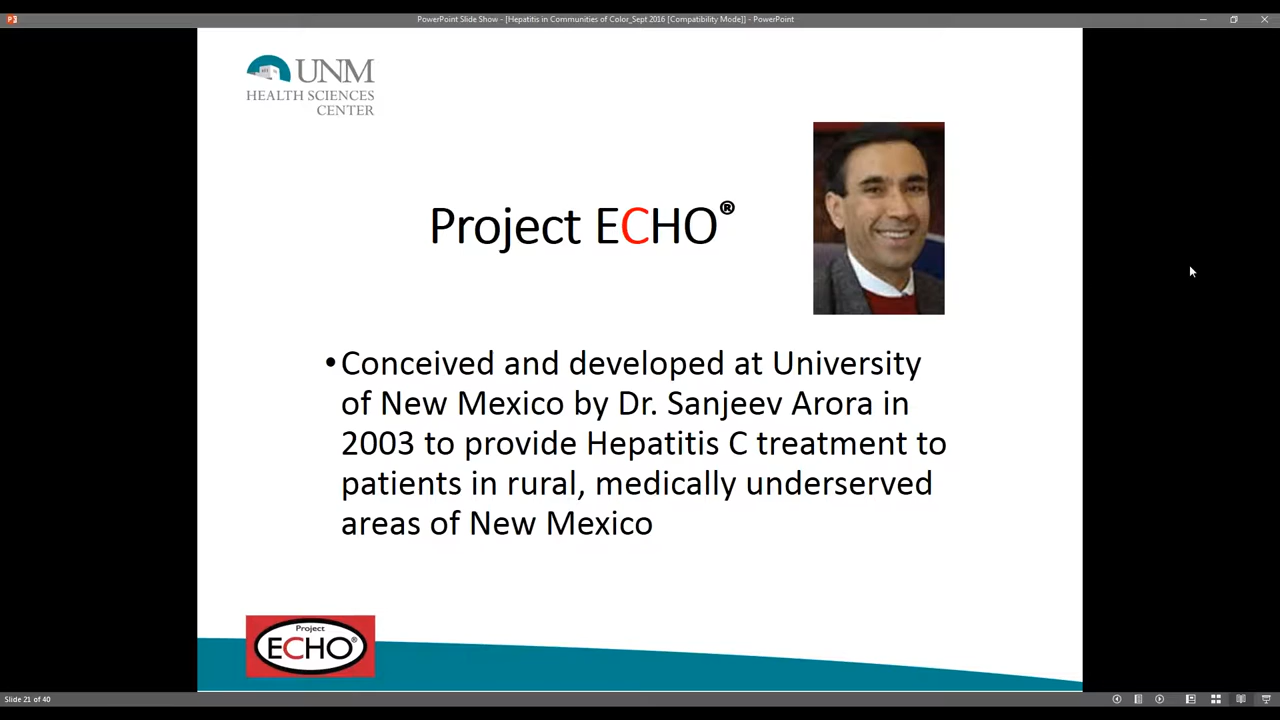 PowerPoint Slide Show - [Hepatitis in Communities of Color_Sept 2016 [Compatibility Mode]] - PowerPoint
UNM
HEALTH SCIENCES
CENTER
Project ECHO®
•Conceived and developed at University
of New Mexico by Dr. Sanjeev Arora in
2003 to provide Hepatitis C treatment to
patients in rural, medically underserved
areas of New Mexico
Project
ECHO®
Slide 21 of 40